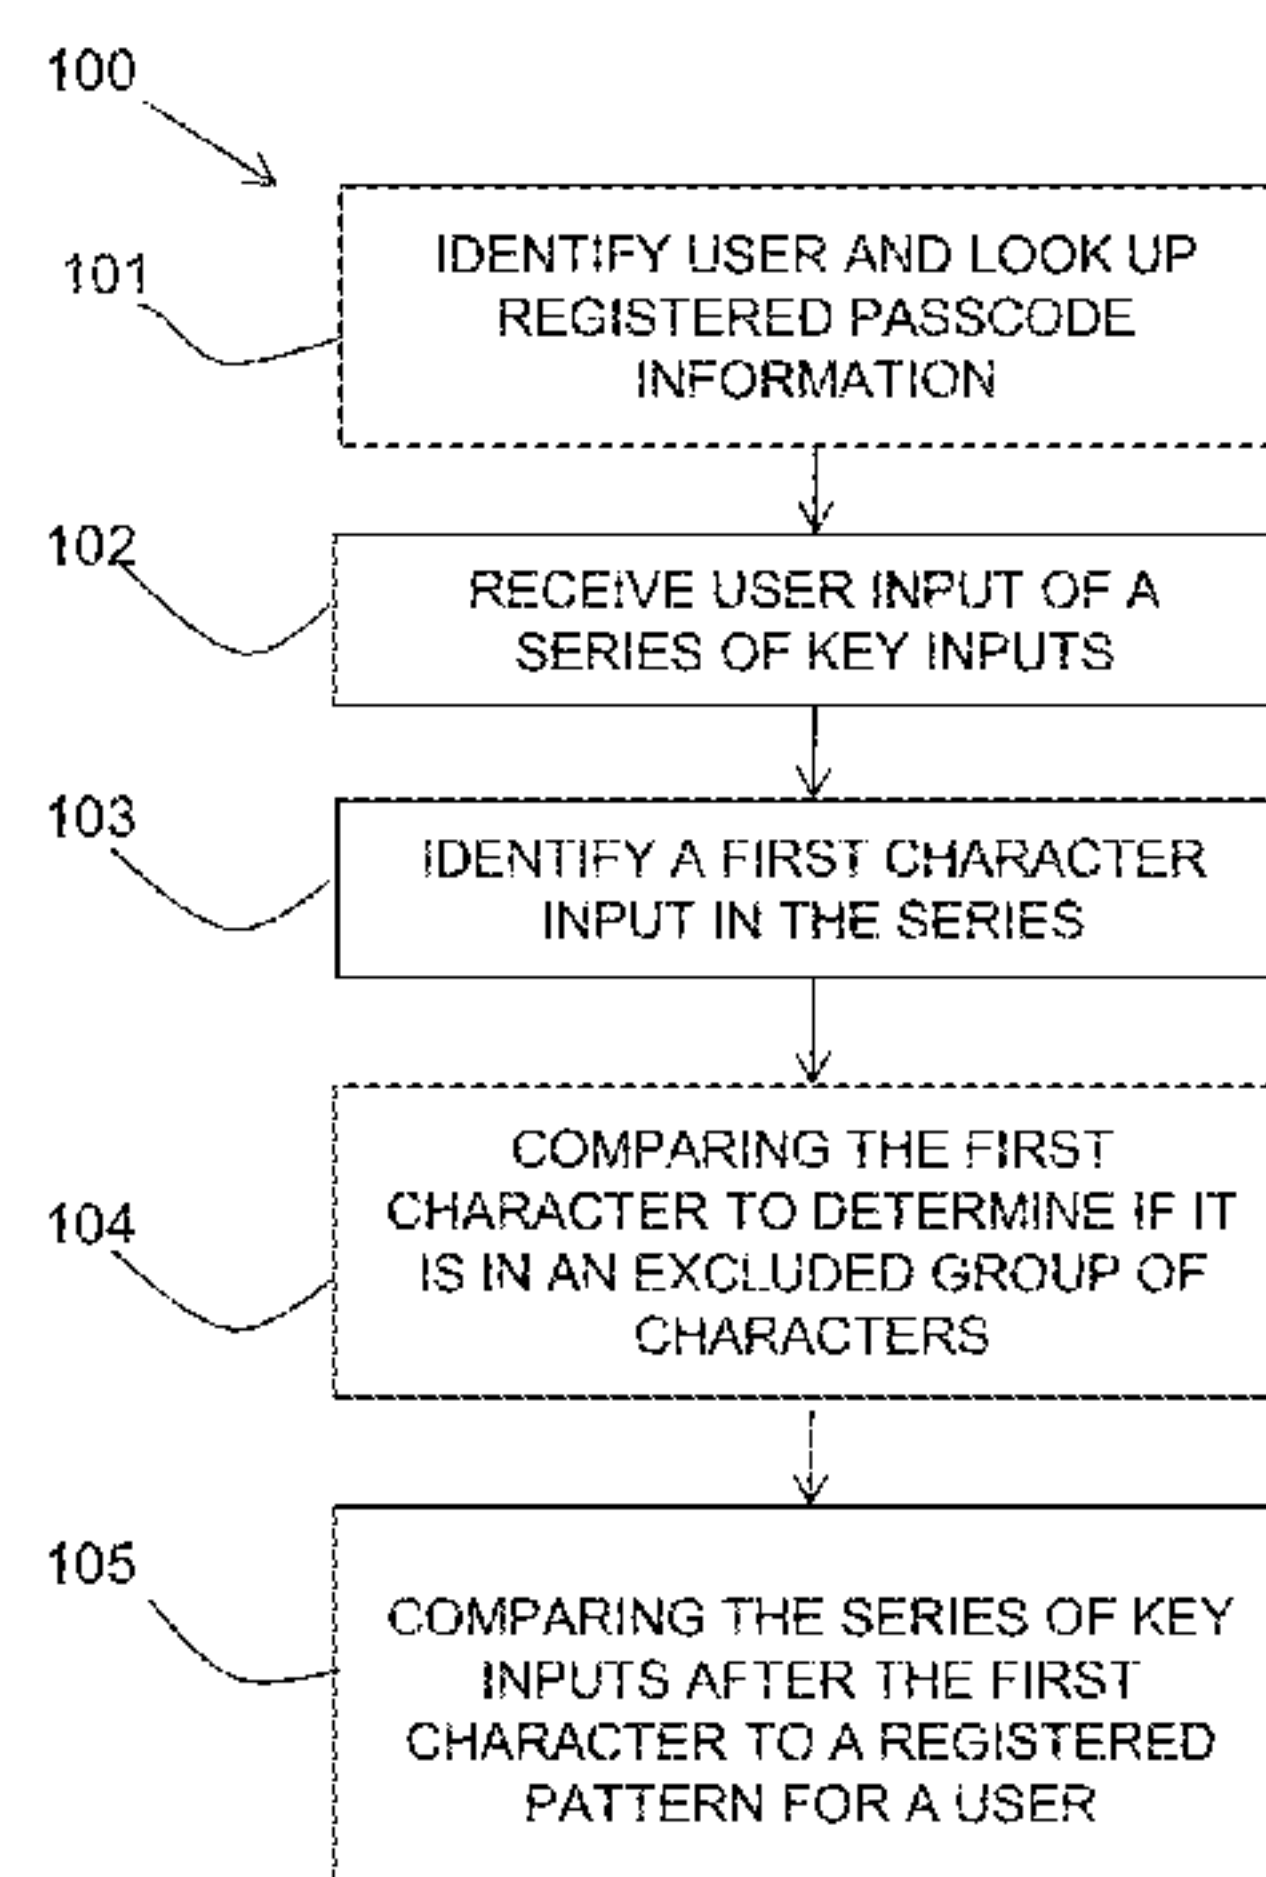 100
101
IDENTIFY USER AND LOOK UP
REGISTERED PASSCODE
INFORMATION
102
RECEIVE USER INPUT OF A
SERIES OF KEY INPUTS
103
IDENTIFY A FIRST CHARACTER
INPUT IN THE SERIES
104
COMPARING THE FIRST
CHARACTER TO DETERMINE IF IT
IS IN AN EXCLUDED GROUP OF
CHARACTERS
105
COMPARING THE SERIES OF KEY
INPUTS AFTER THE FIRST
CHARACTER TO A REGISTERED
PATTERN FOR A USER